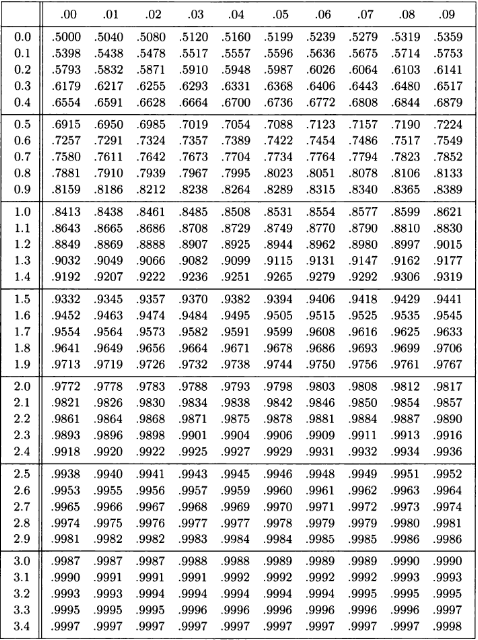 .00 .01 .02 .03 .04 .05 .06 .07 .08 .09
0.0 .5000 .5040 .5080 .5120 .5160 .5199 .5239 .5279 .5319 .5359
0.1 .5398 .5438 .5478 .5517 .5557 .5596 .5636 .5675 .5714 .5753
0.2 .5793 .5832 .5871 .5910 .5948 .5987 .6026 .6064 .6103 .6141
0.3 .6179 .6217 .6255 .6293 .6331 .6368 .6406 .6443 .6480 .6517
0.4 .6554 .6591 .6628 .6664 .6700 .6736 .6772 .6808 .6844 .6879
0.5 .6915 .6950 .6985 .7019 .7054 .7088 .7123 .7157 .7190 .7224
0.6 .7257 .7291 .7324 .7357 .7389 .7422 .7454 .7486 .7517 .7549
0.7 .7580 .7611 .7642 .7673 .7704 .7734 .7764 .7794 .7823 .7852
0.8 .7881 .7910 .7939 .7967 .7995 .8023 .8051 .8078 .8106 .8133
0.9 .8159 .8186 .8212 .8238 .8264 .8289 .8315 .8340 .8365 .8389
1.0 .8413 .8438 .8461 .8485 .8508 .8531 .8554 .8577 .8599 .8621
1.1 .8643 .8665 .8686 .8708 .8729 .8749 .8770 .8790 .8810 .8830
1.2 .8849 .8869 .8888 .8907 .8925 .8944 .8962 .8980 .8997 .9015
1.3 .9032 .9049 .9066 .9082 .9099 .9115 .9131 .9147 .9162 .9177
1.4 .9192 .9207 .9222 .9236 .9251 .9265 .9279 .9292 .9306 .9319
1.5 .9332 .9345 .9357 .9370 .9382 .9394 .9406 .9418 .9429 .9441
1.6 .9452 .9463 .9474 .9484 .9495 .9505 .9515 .9525 .9535 .9545
1.7 .9554 .9564 .9573 .9582 .9591 .9599 .9608 .9616 .9625 .9633
1.8 .9641 .9649 .9656 .9664 .9671 .9678 .9686 .9693 .9699 .9706
1.9 .9713 .9719 .9726 .9732 .9738 .9744 .9750 .9756 .9761 .9767
2.0 .9772 .9778 .9783 .9788 .9793 .9798 .9803 .9808 .9812 .9817
2.1 .9821 .9826 .9830 .9834 .9838 .9842 .9846 .9850 .9854 .9857
2.2 .9861 .9864 .9868 .9871 .9875 .9878 .9881 .9884 .9887 .9890
2.3 .9893 .9896 .9898 .9901 .9904 .9906 .9909 .9911 .9913 .9916
2.4 .9918 .9920 .9922 .9925 .9927 .9929 .9931 .9932 .9934 .9936
2.5 .9938 .9940 .9941 .9943 .9945 .9946 .9948 .9949 .9951 .9952
2.6 .9953 .9955 .9956 .9957 .9959 .9960 .9961 .9962 .9963 .9964
2.7 .9965 .9966 .9967 .9968 .9969 .9970 .9971 .9972 .9973 .9974
2.8 .9974 .9975 .9976 .9977 .9977 .9978 .9979 .9979 .9980 .9981
2.9 .9981 .9982 .9982 .9983 .9984 .9984 .9985 .9985 .9986 .9986
3.0 .9987 .9987 .9987 .9988 .9988 .9989 .9989 .9989 .9990 .9990
3.1 .9990 .9991 .9991 .9991 .9992 .9992 .9992 .9992 .9993 .9993
3.2 .9993 .9993 .9994 .9994 .9994 .9994 .9994 .9995 .9995 .9995
3.3 .9995 .9995 .9995 .9996 .9996 .9996 .9996 .9996 .9996 .9997
3.4 .9997 .9997 .9997 .9997 .9997 .9997 .9997 .9997 .9997 .9998